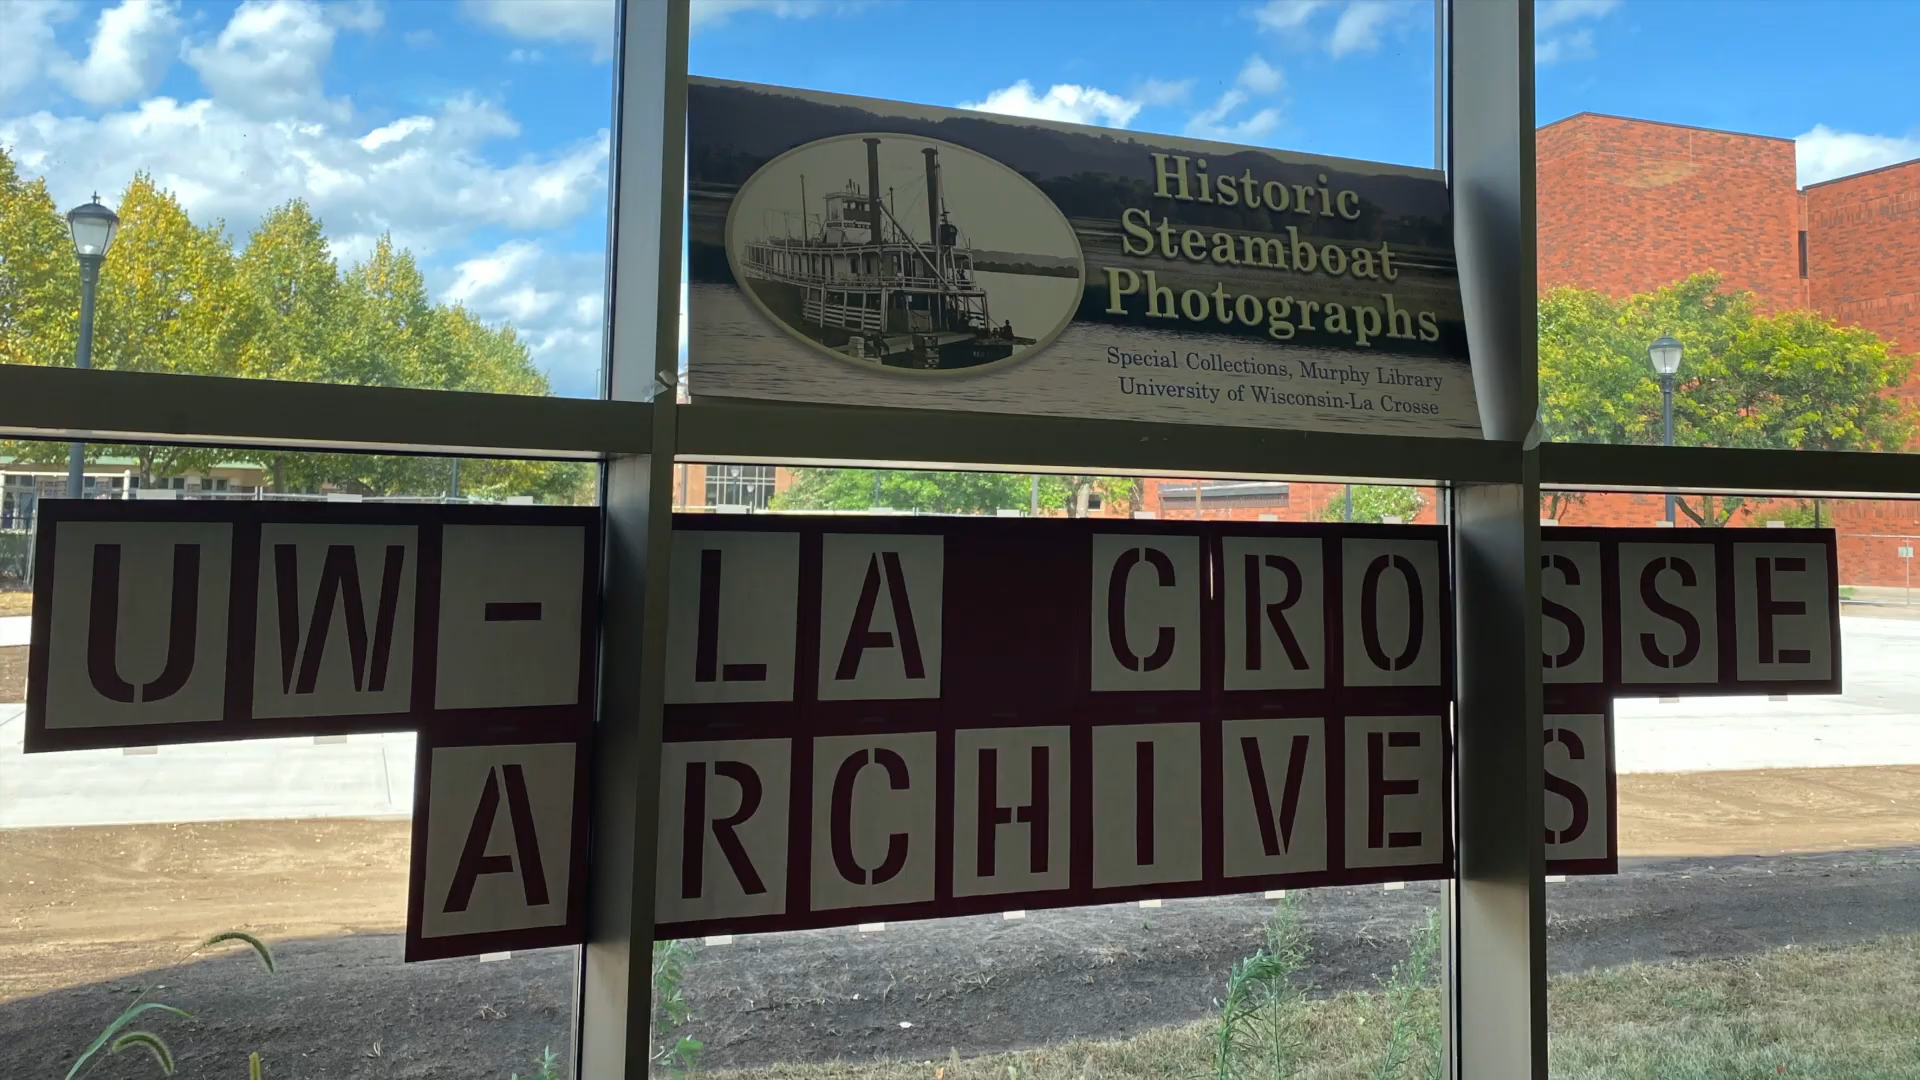 Historic
Steamboat
Photographs
Special Collections, Murphy Library
University of Wisconsin-La Crosse
UW-LA CROSSE
ARCHIVES